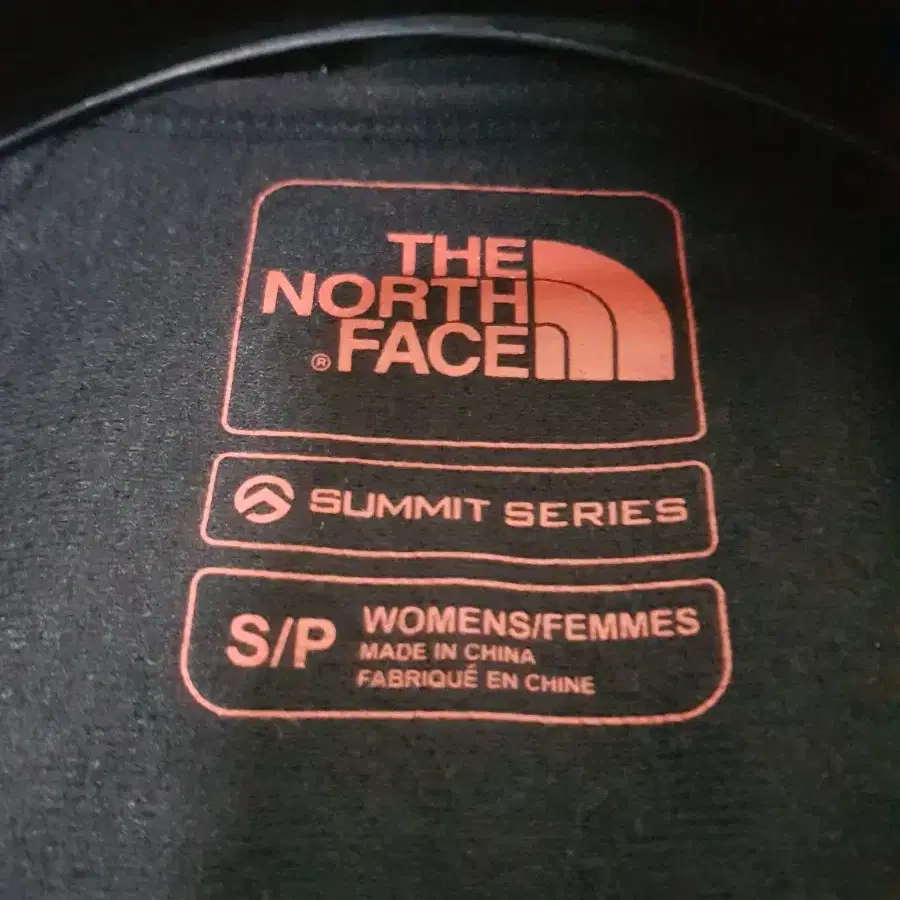 THE
NORTH
® FACE
SUMMIT SERIES
S/P
WOMENS/FEMMES
MADE IN CHINA
FABRIQUÉ EN CHINE